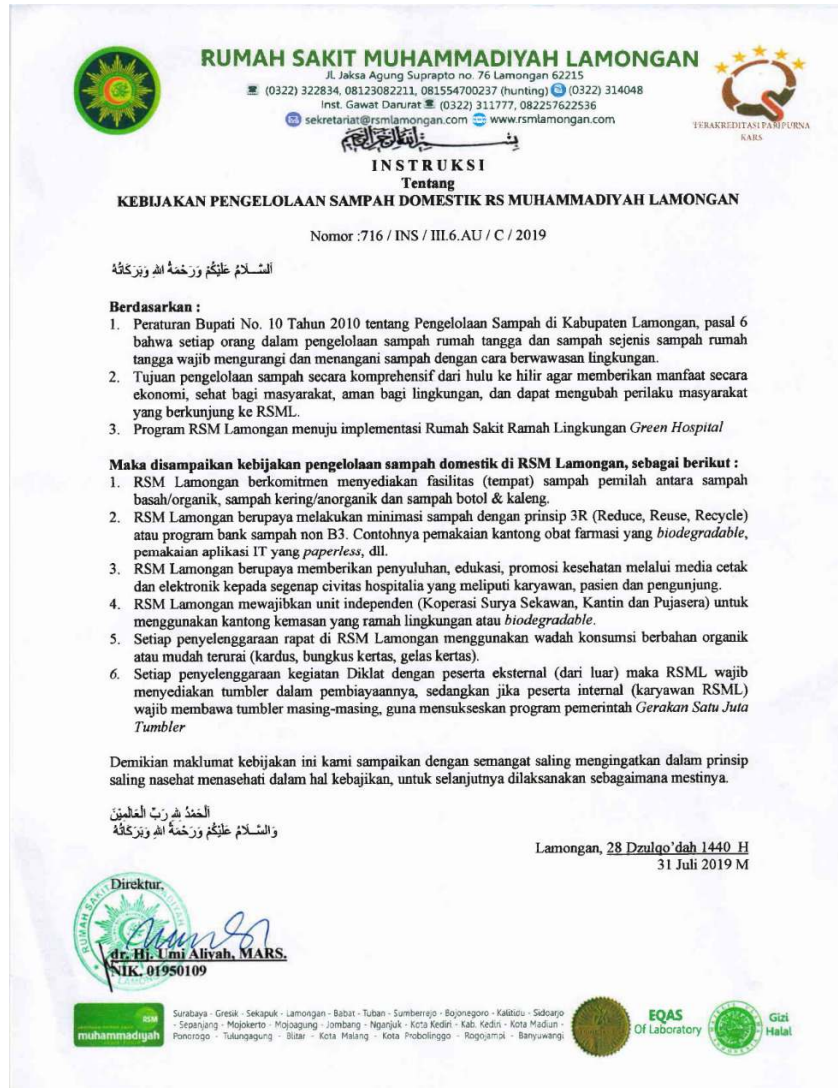 RUMAH SAKIT MUHAMMADIYAH LAMONGAN
Jl. Jaksa Agung Suprapto no. 76 Lamongan 62215
(0322) 322834, 08123082211, 081554700237 (hunting) (0322) 314048
Inst. Gawat Darurat (0322) 311777, 082257622536
sekretariat@rsmlamongan.com www.rsmlamongan.com
TERAKREDITASI PARIPURNA
KARS
INSTRUKSI
Tentang
KEBIJAKAN PENGELOLAAN SAMPAH DOMESTIK RS MUHAMMADIYAH LAMONGAN
Nomor :716 / INS / III.6.AU / C / 2019
اَلسَّــلَامُ عَلَيْكُمْ وَرَحْمَةُ اللهِ وَبَرَكَاتُهُ
Berdasarkan :
1. Peraturan Bupati No. 10 Tahun 2010 tentang Pengelolaan Sampah di Kabupaten Lamongan, pasal 6
bahwa setiap orang dalam pengelolaan sampah rumah tangga dan sampah sejenis sampah rumah
tangga wajib mengurangi dan menangani sampah dengan cara berwawasan lingkungan.
2. Tujuan pengelolaan sampah secara komprehensif dari hulu ke hilir agar memberikan manfaat secara
ekonomi, sehat bagi masyarakat, aman bagi lingkungan, dan dapat mengubah perilaku masyarakat
yang berkunjung ke RSML.
3. Program RSM Lamongan menuju implementasi Rumah Sakit Ramah Lingkungan Green Hospital
Maka disampaikan kebijakan pengelolaan sampah domestik di RSM Lamongan, sebagai berikut :
1. RSM Lamongan berkomitmen menyediakan fasilitas (tempat) sampah pemilah antara sampah
basah/organik, sampah kering/anorganik dan sampah botol & kaleng.
2. RSM Lamongan berupaya melakukan minimasi sampah dengan prinsip 3R (Reduce, Reuse, Recycle)
atau program bank sampah non B3. Contohnya pemakaian kantong obat farmasi yang biodegradable,
pemakaian aplikasi IT yang paperless, dll.
3. RSM Lamongan berupaya memberikan penyuluhan, edukasi, promosi kesehatan melalui media cetak
dan elektronik kepada segenap civitas hospitalia yang meliputi karyawan, pasien dan pengunjung.
4. RSM Lamongan mewajibkan unit independen (Koperasi Surya Sekawan, Kantin dan Pujasera) untuk
menggunakan kantong kemasan yang ramah lingkungan atau biodegradable.
5. Setiap penyelenggaraan rapat di RSM Lamongan menggunakan wadah konsumsi berbahan organik
atau mudah terurai (kardus, bungkus kertas, gelas kertas).
6. Setiap penyelenggaraan kegiatan Diklat dengan peserta eksternal (dari luar) maka RSML wajib
menyediakan tumbler dalam pembiayaannya, sedangkan jika peserta internal (karyawan RSML)
wajib membawa tumbler masing-masing, guna mensukseskan program pemerintah Gerakan Satu Juta
Tumbler
Demikian maklumat kebijakan ini kami sampaikan dengan semangat saling mengingatkan dalam prinsip
saling nasehat menasehati dalam hal kebajikan, untuk selanjutnya dilaksanakan sebagaimana mestinya.
اَلْحَمْدُ لِلهِ رَبِّ الْعَالَمِيْنَ
وَالسَّــلَامُ عَلَيْكُمْ وَرَحْمَةُ اللهِ وَبَرَكَاتُهُ
Lamongan, 28 Dzulqo'dah 1440 H
31 Juli 2019 M
Direktur,
dr. Hj. Umi Aliyah, MARS.
NIK. 01950109
RSM
muhammadiyah
Surabaya - Gresik - Sekapuk - Lamongan - Babat - Tuban - Sumberrejo - Bojonegoro - Kalitidu - Sidoarjo
- Sepanjang - Mojokerto - Mojoagung - Jombang - Nganjuk - Kota Kediri - Kab. Kediri - Kota Madiun -
Ponorogo - Tulungagung - Blitar - Kota Malang - Kota Probolinggo - Rogojampi - Banyuwangi
EQAS
Of Laboratory
Gizi
Halal